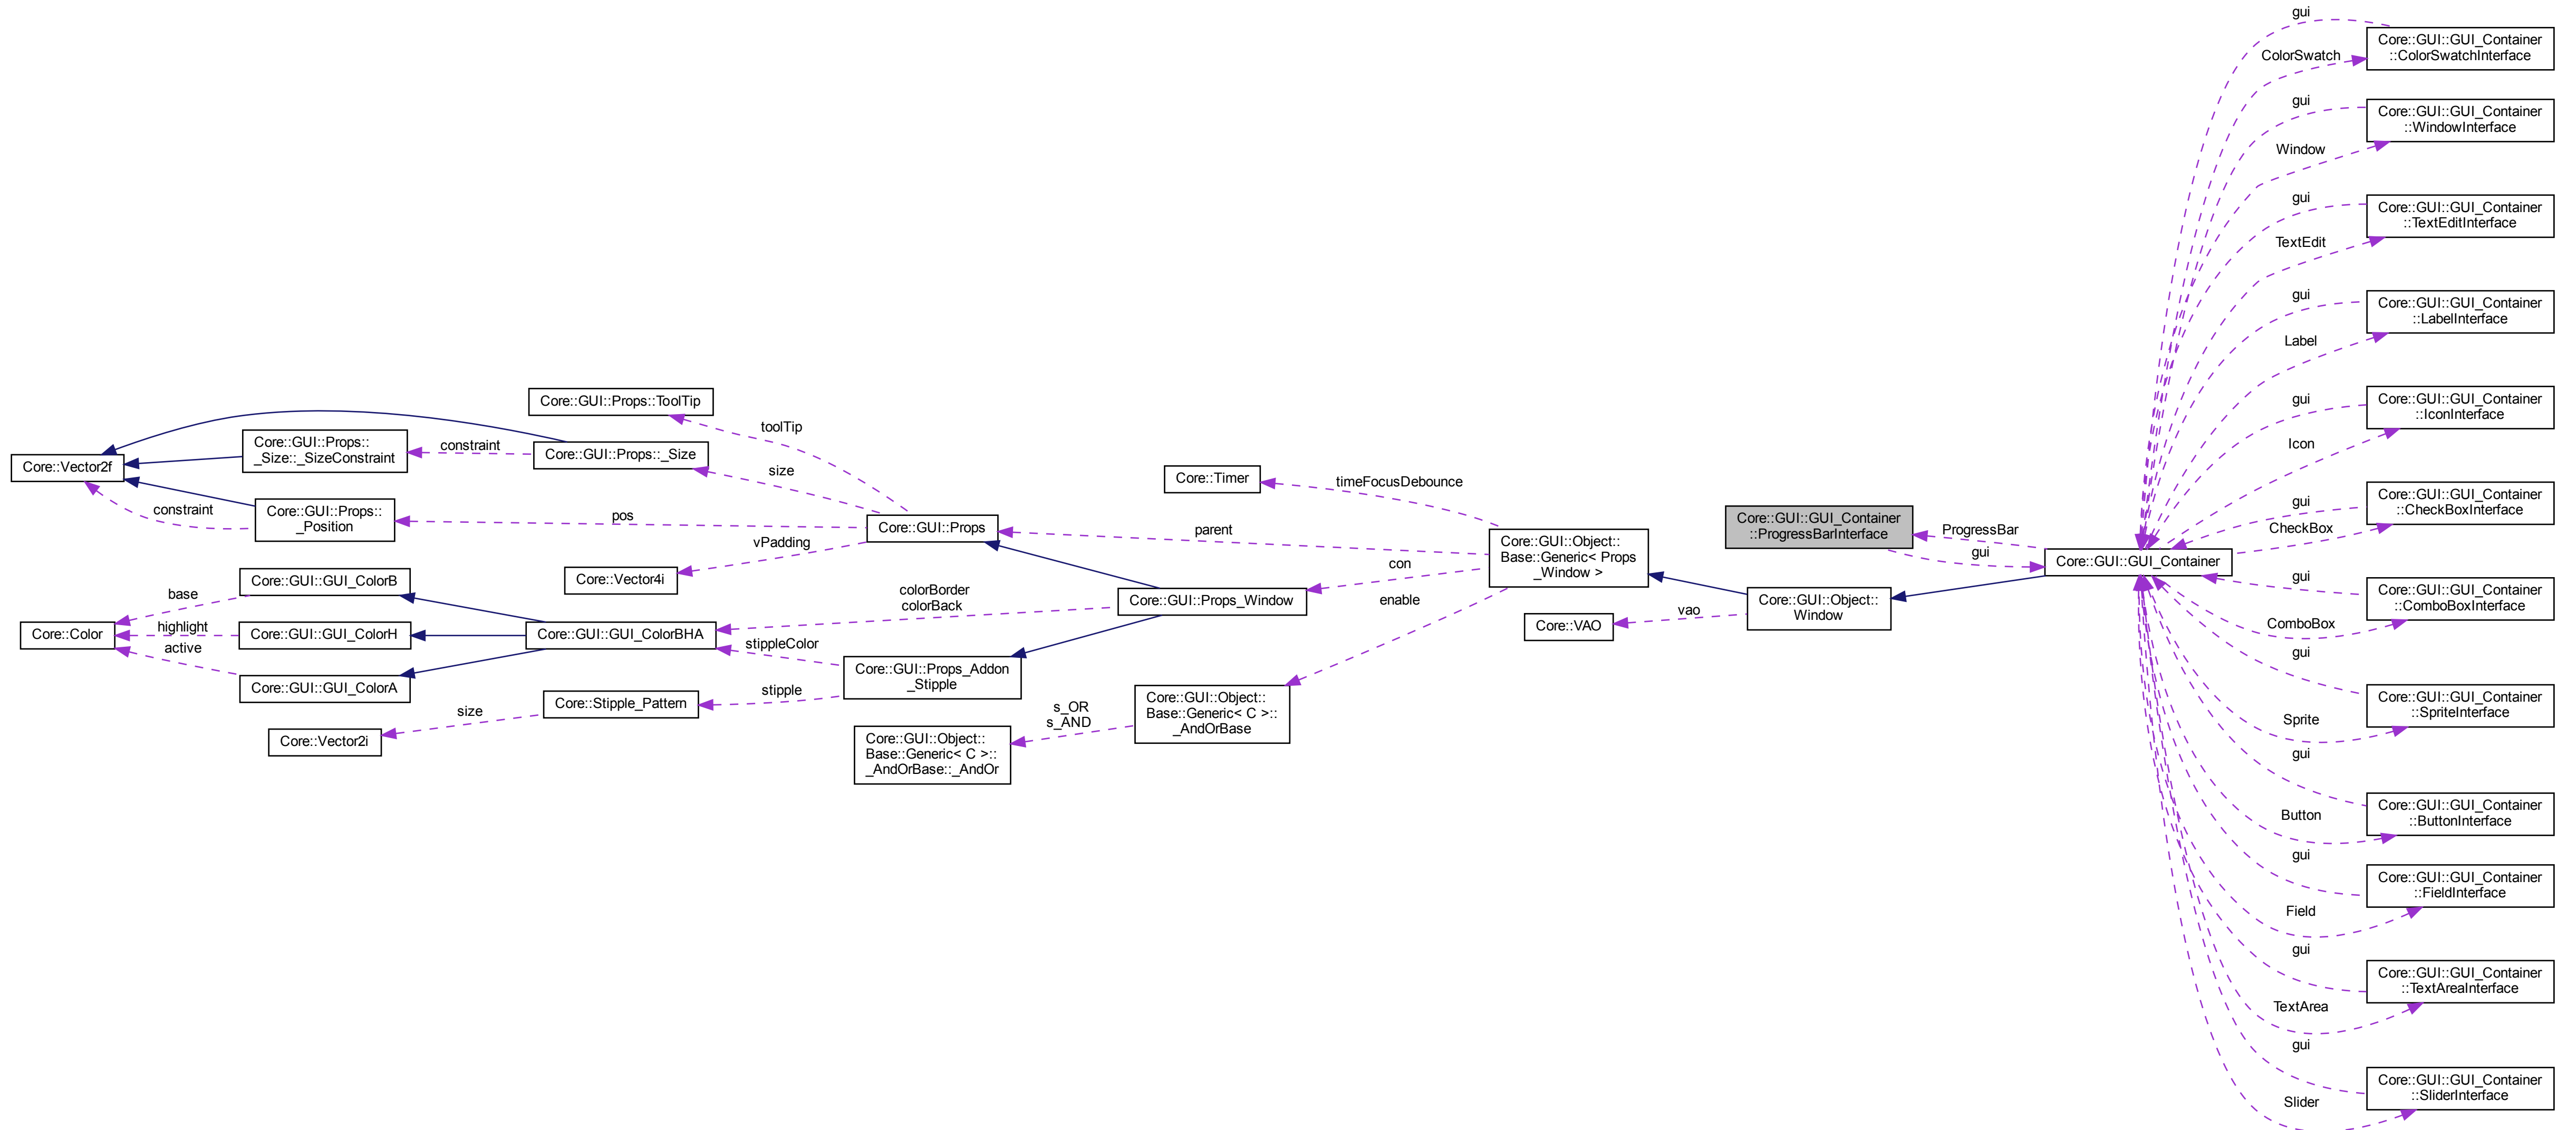 Core::Vector2f
Core::GUI::Props::
_Size::_SizeConstraint
Core::GUI::Props::
_Position
constraint
constraint
Core::GUI::Props::ToolTip
Core::GUI::Props::_Size
Core::Color
base
highlight
active
Core::GUI::GUI_ColorB
Core::GUI::GUI_ColorH
Core::GUI::GUI_ColorA
Core::Vector2i
size
pos
Core::Vector4i
Core::GUI::GUI_ColorBHA
Core::Stipple_Pattern
toolTip
size
vPadding
Core::GUI::Props
colorBorder
colorBack
stippleColor
stipple
Core::GUI::Props_Addon
_Stipple
Core::GUI::Object::
Base::Generic< C >::
_AndOrBase::_AndOr
s_OR
s_AND
Core::GUI::Props_Window
Core::Timer
Core::GUI::Object::
Base::Generic< C >::
_AndOrBase
parent
timeFocusDebounce
con
enable
Core::GUI::Object::
Base::Generic< Props
_Window >
Core::VAO
vao
Core::GUI::GUI_Container
::ProgressBarInterface
Core::GUI::Object::
Window
ProgressBar
gui
Core::GUI::GUI_Container
gui
ColorSwatch
Core::GUI::GUI_Container
::ColorSwatchInterface
gui
Window
Core::GUI::GUI_Container
::WindowInterface
gui
TextEdit
Core::GUI::GUI_Container
::TextEditInterface
gui
Label
Core::GUI::GUI_Container
::LabelInterface
gui
Icon
Core::GUI::GUI_Container
::IconInterface
gui
CheckBox
Core::GUI::GUI_Container
::CheckBoxInterface
gui
ComboBox
Core::GUI::GUI_Container
::ComboBoxInterface
gui
Sprite
Core::GUI::GUI_Container
::SpriteInterface
gui
Button
Core::GUI::GUI_Container
::ButtonInterface
gui
Field
Core::GUI::GUI_Container
::FieldInterface
gui
TextArea
Core::GUI::GUI_Container
::TextAreaInterface
gui
Slider
Core::GUI::GUI_Container
::SliderInterface